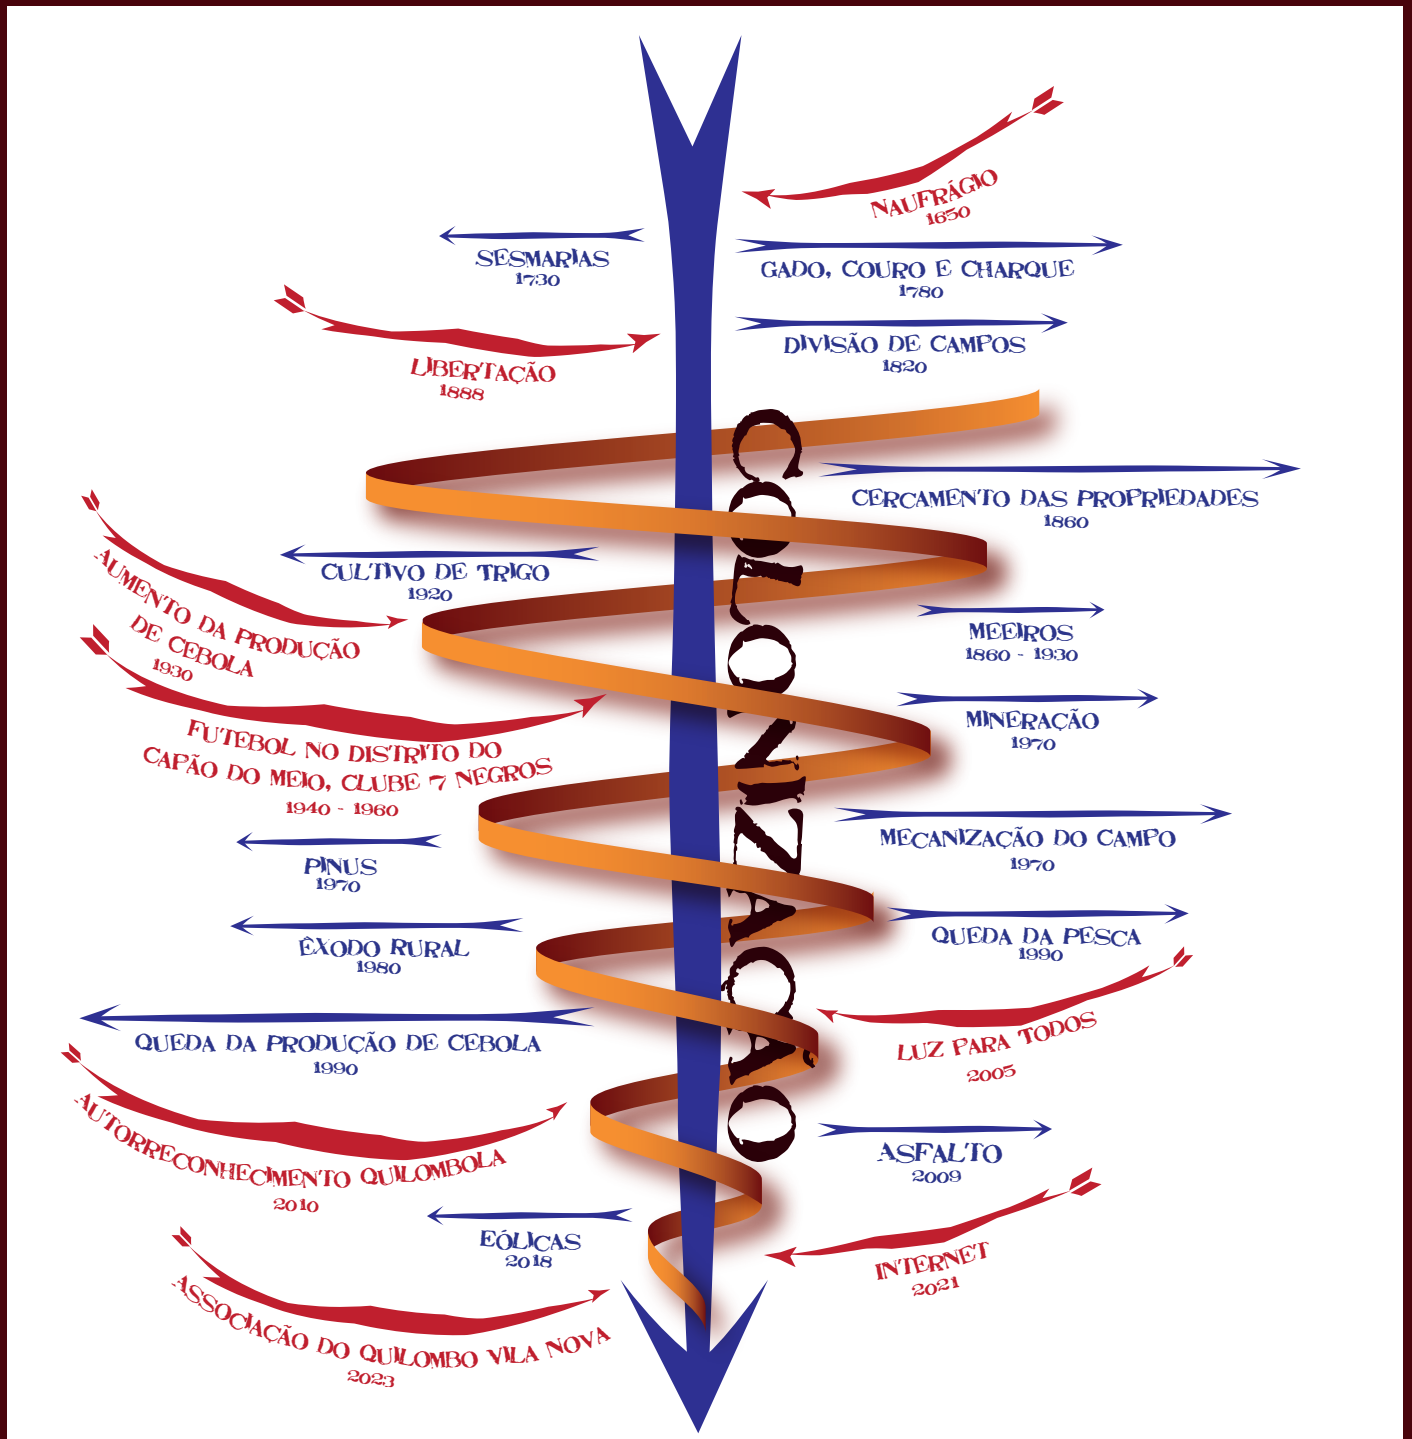 NAUFRÁGIO
1650
SESMARIAS
1730
GADO, COURO E CHARQUE
1780
DIVISÃO DE CAMPOS
1820
LIBERTAÇÃO
1888
CERCAMENTO DAS PROPRIEDADES
1860
CULTIVO DE TRIGO
1920
AUMENTO DA PRODUÇÃO
DE CEBOLA
1930
MEEIROS
1860 - 1930
FUTEBOL NO DISTRITO DO
CAPÃO DO MEIO, CLUBE 7 NEGROS
1940 - 1960
MINERAÇÃO
1970
PINUS
1970
MECANIZAÇÃO DO CAMPO
1970
ÊXODO RURAL
1980
QUEDA DA PESCA
1990
QUEDA DA PRODUÇÃO DE CEBOLA
1990
LUZ PARA TODOS
2005
AUTORRECONHECIMENTO QUILOMBOLA
2010
ASFALTO
2009
EÓLICAS
2018
INTERNET
2021
ASSOCIAÇÃO DO QUILOMBO VILA NOVA
2023
COLONIZAÇÃO